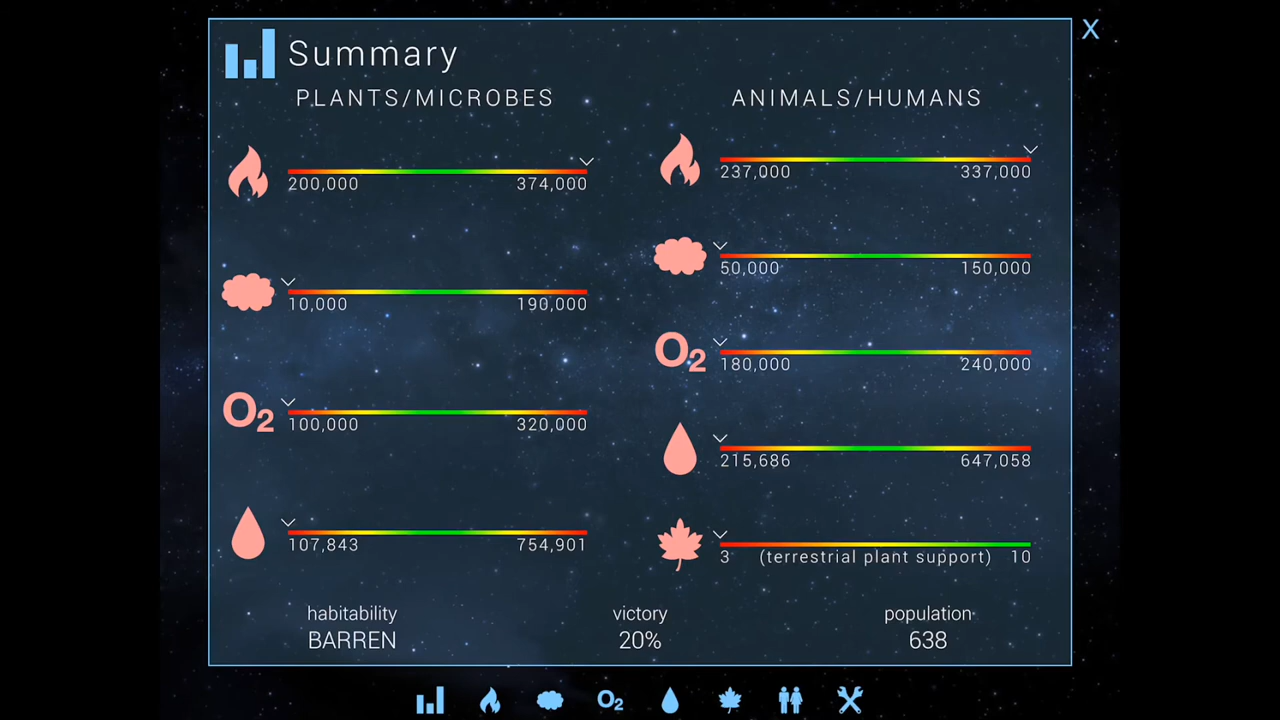 Summary
X
PLANTS/MICROBES
200,000 374,000
10,000 190,000
O2
100,000 320,000
107,843 754,901
ANIMALS/HUMANS
237,000 337,000
50,000 150,000
O2
180,000 240,000
215,686 647,058
3 (terrestrial plant support) 10
habitability
BARREN
victory
20%
population
638
O2